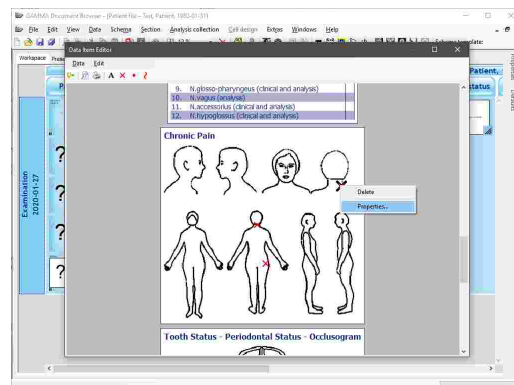 GAMMA Document Browser - [Patient file - Test, Patient, 1980-01-31]
File Edit View Data Schema Section Analysis collection Cell design Extras Windows Help
Workspace
Data Item Editor
Data Edit
Patient,
status
Properties
Datasets
Examination
2020-01-27
9. N.glosso-pharyngeus (clinical and analysis)
10. N.vagus (analysis)
11. N.accessorius (clinical and analysis)
12. N.hypoglossus (clinical and analysis)
Chronic Pain
Delete
Properties...
Tooth Status - Periodontal Status - Occlusogram